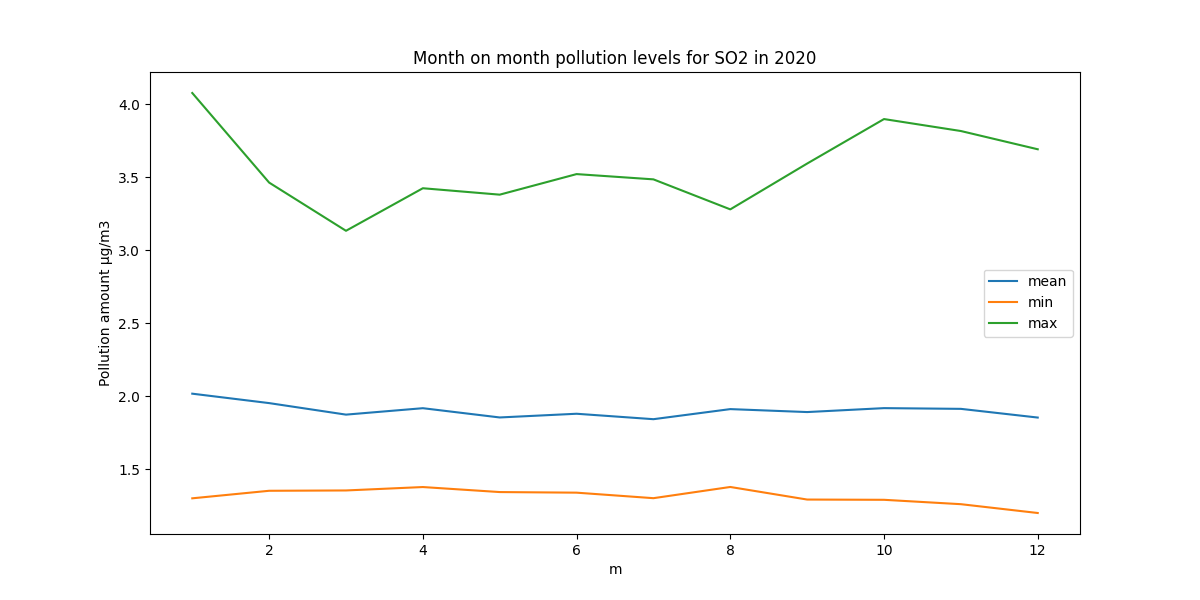 Month on month pollution levels for SO2 in 2020
Pollution amount µg/m3
4.0
3.5
3.0
2.5
2.0
1.5
mean
min
max
2 4 6 8 10 12
m